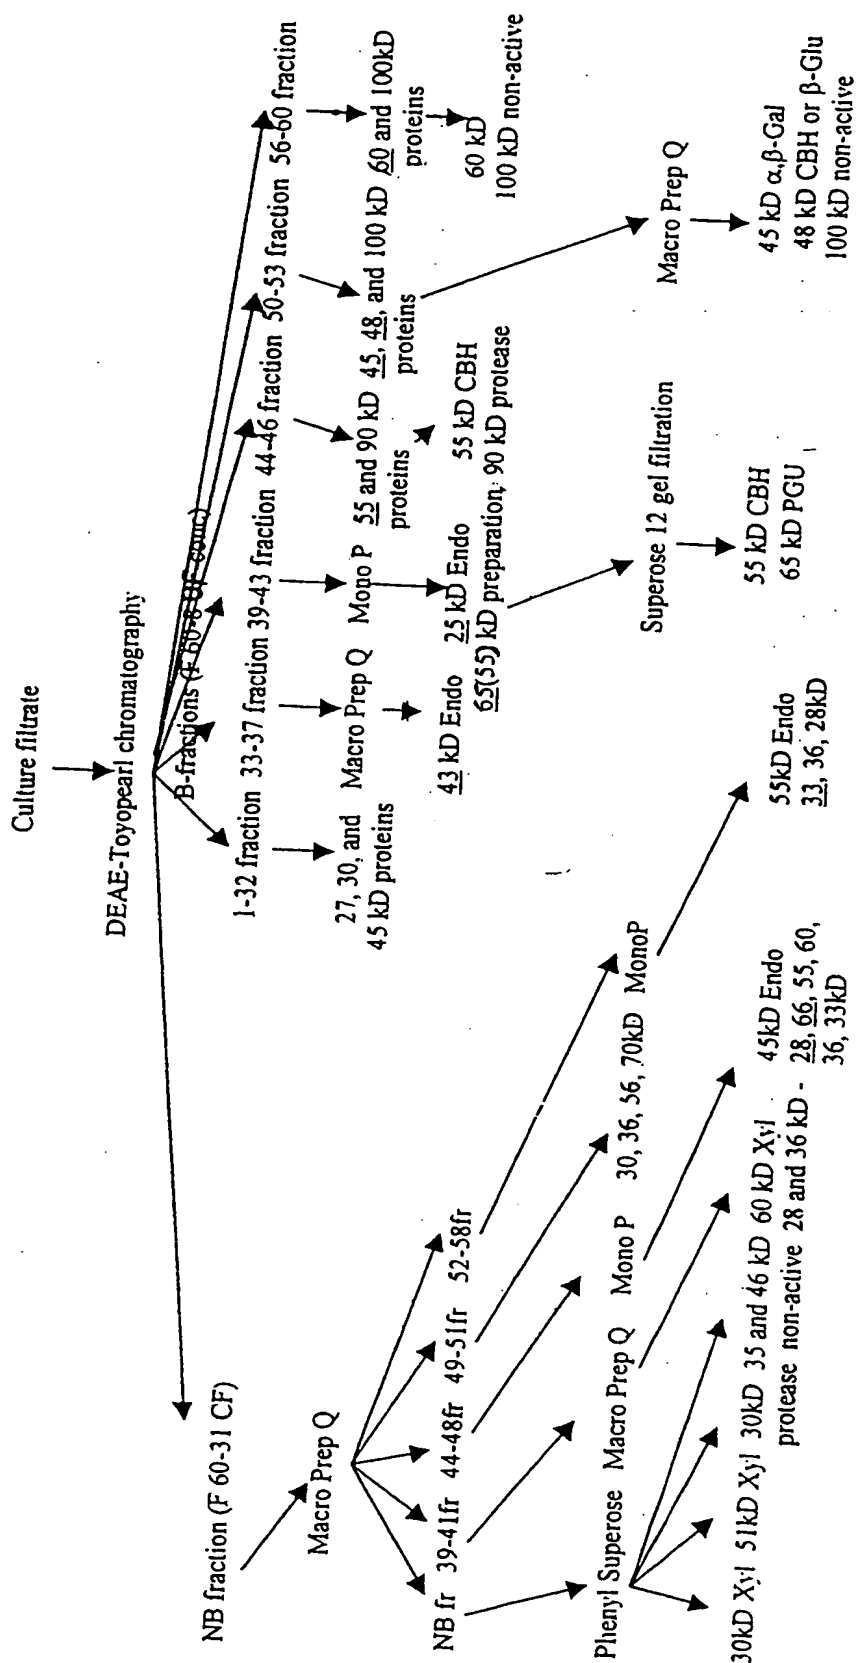 Culture filtrate
DEAE-Toyopearl chromatography
NB fraction (F 60-31 CF)
B-fractions (F 60-8 UF conc)
1-32 fraction 33-37 fraction 39-43 fraction 44-46 fraction 50-53 fraction 56-60 fraction
Macro Prep Q
27, 30, and
45 kD proteins
Macro Prep Q
Mono P
55 and 90 kD
proteins
45, 48, and 100 kD
proteins
60 and 100kD
proteins
NB fr 39-41fr 44-48fr 49-51fr 52-58fr
43 kD Endo
25 kD Endo
65(55) kD preparation, 90 kD protease
55 kD CBH
60 kD
100 kD non-active
Phenyl Superose Macro Prep Q Mono P 30, 36, 56, 70kD MonoP
Superose 12 gel filtration
Macro Prep Q
30kD Xyl 51kD Xyl 30kD 35 and 46 kD 60 kD Xyl
protease non-active 28 and 36 kD -
45kD Endo
28, 66, 55, 60,
36, 33kD
55kD Endo
33, 36, 28kD
55 kD CBH
65 kD PGU
45 kD α,β-Gal
48 kD CBH or β-Glu
100 kD non-active